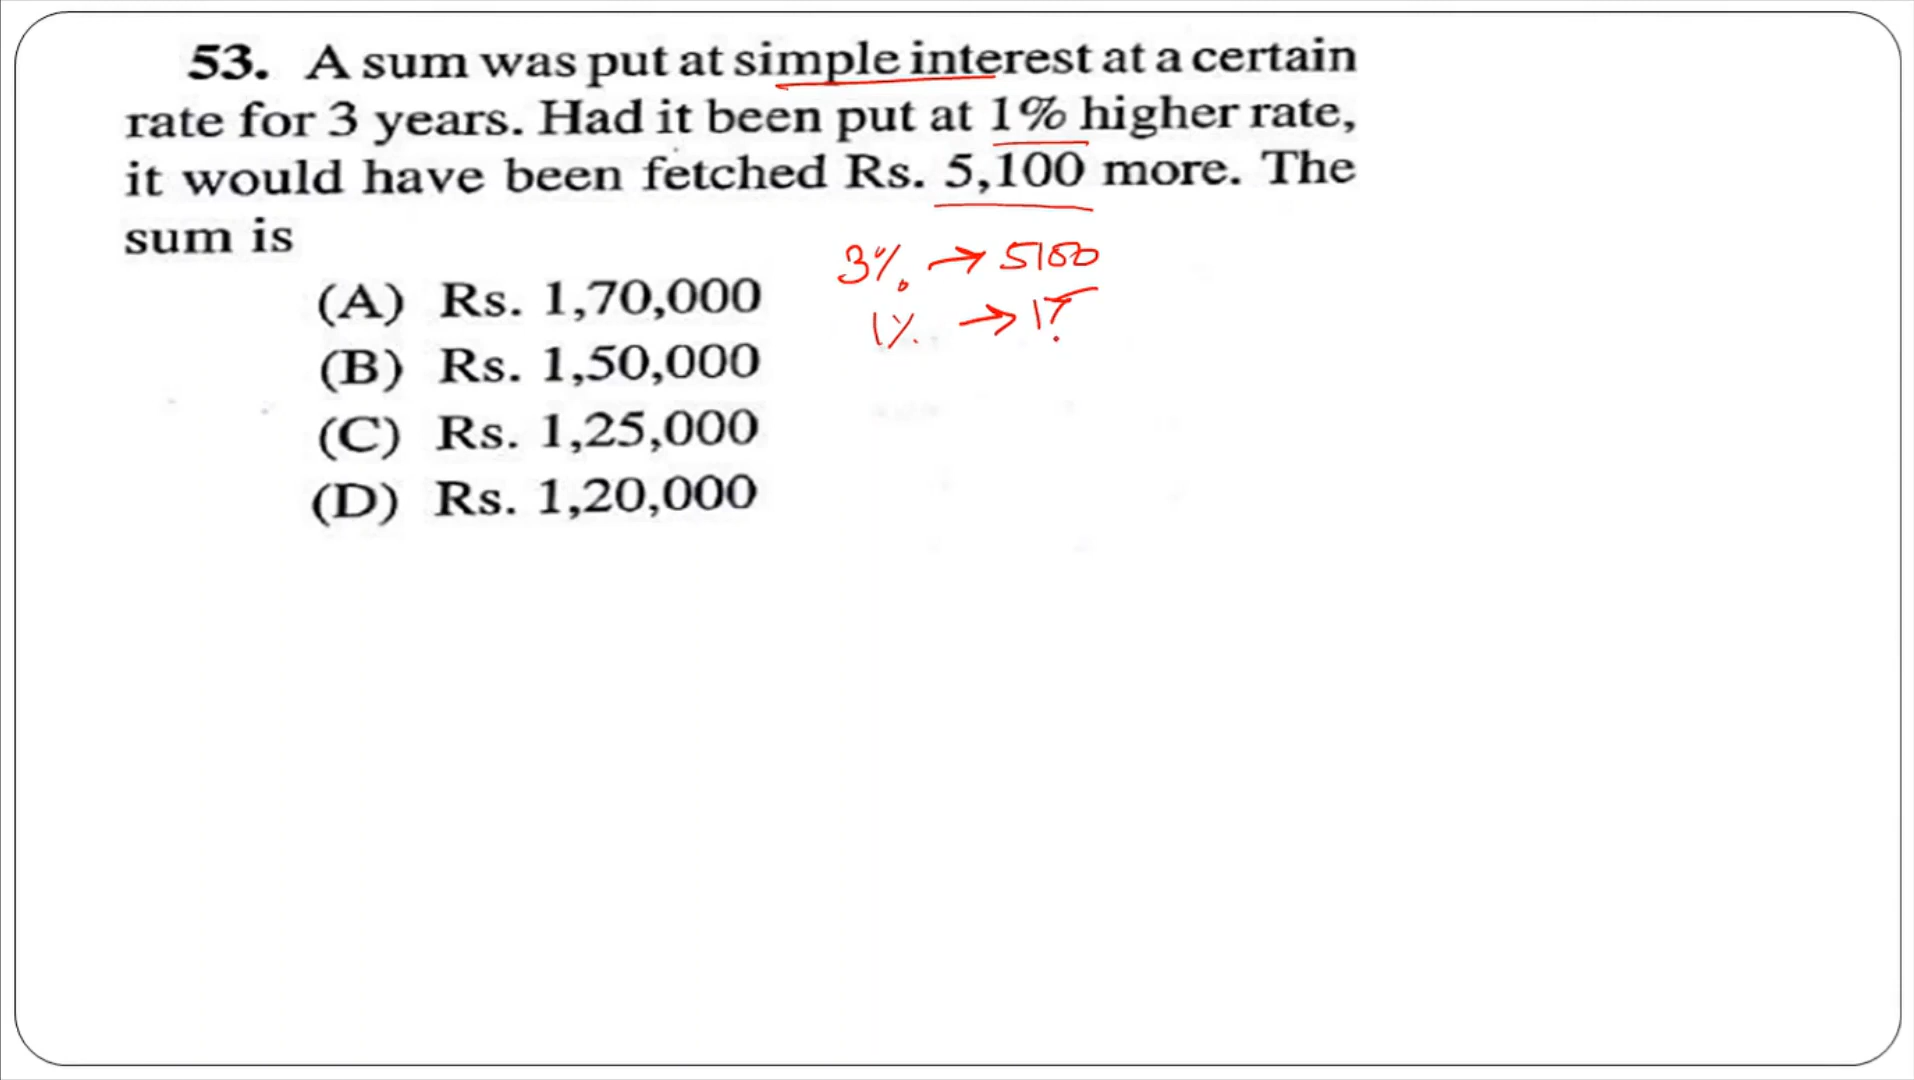 53. A sum was put at simple interest at a certain
rate for 3 years. Had it been put at 1% higher rate,
it would have been fetched Rs. 5,100 more. The
sum is
3% → 5100
(A) Rs. 1,70,000
1% →
(B) Rs. 1,50,000
(C) Rs. 1,25,000
(D) Rs. 1,20,000